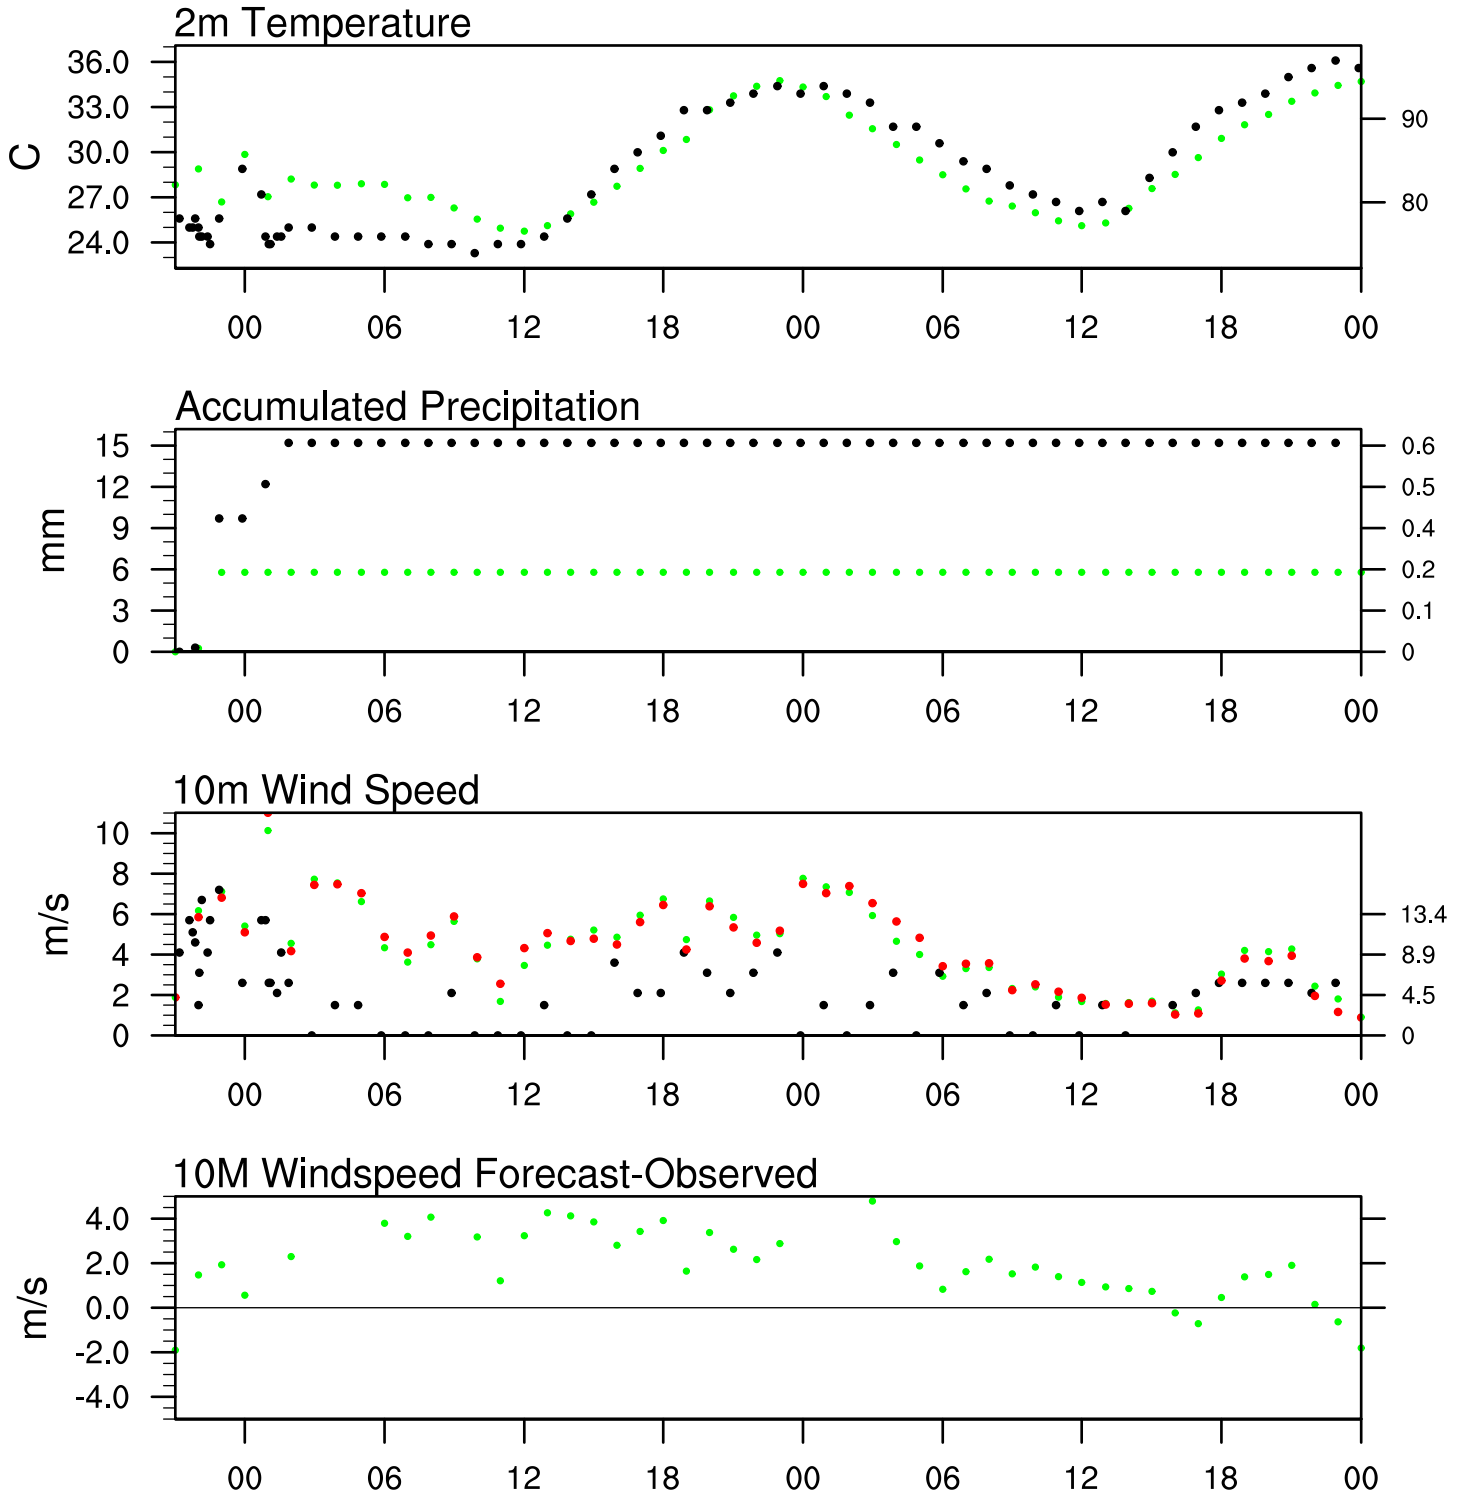 2m Temperature
36.0
33.0
30.0
27.0
24.0
C
90
80
00 06 12 18 00 06 12 18 00
Accumulated Precipitation
15
12
9
6
3
0
mm
0.6
0.5
0.4
0.2
0.1
0
00 06 12 18 00 06 12 18 00
10m Wind Speed
10
8
6
4
2
0
m/s
13.4
8.9
4.5
0
00 06 12 18 00 06 12 18 00
10M Windspeed Forecast-Observed
4.0
2.0
0.0
-2.0
-4.0
m/s
00 06 12 18 00 06 12 18 00